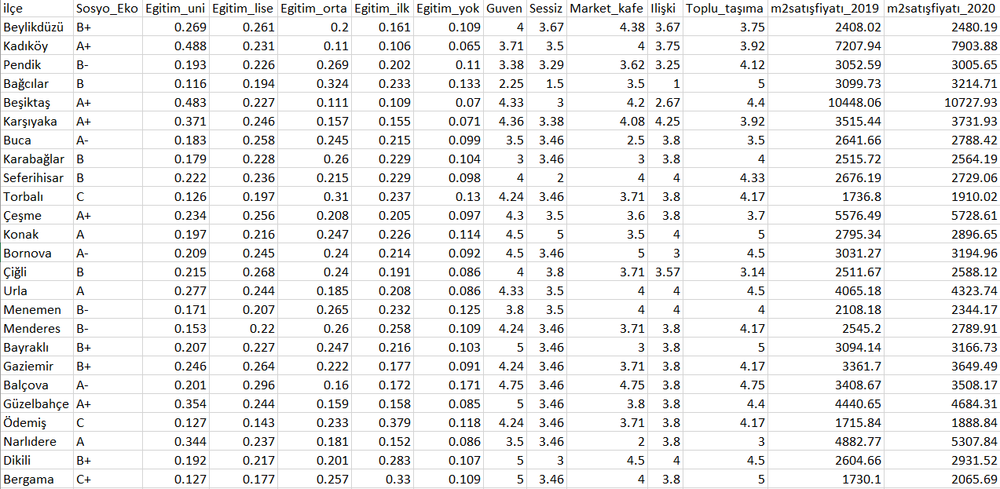 ilçe Sosyo_Eko Egitim_uni Egitim_lise Egitim_orta Egitim_ilk Egitim_yok Guven Sessiz Market_kafe Ilişki Toplu_taşıma m2satışfiyatı_2019 m2satışfiyatı_2020
Beylikdüzü B+ 0.269 0.261 0.2 0.161 0.109 4 3.67 4.38 3.67 3.75 2408.02 2480.19
Kadıköy A+ 0.488 0.231 0.11 0.106 0.065 3.71 3.5 4 3.75 3.92 7207.94 7903.88
Pendik B- 0.193 0.226 0.269 0.202 0.11 3.38 3.29 3.62 3.25 4.12 3052.59 3005.65
Bağcılar B 0.116 0.194 0.324 0.233 0.133 2.25 1.5 3.5 1 5 3099.73 3214.71
Beşiktaş A+ 0.483 0.227 0.111 0.109 0.07 4.33 3 4.2 2.67 4.4 10448.06 10727.93
Karşıyaka A+ 0.371 0.246 0.157 0.155 0.071 4.36 3.38 4.08 4.25 3.92 3515.44 3731.93
Buca A- 0.183 0.258 0.245 0.215 0.099 3.5 3.46 2.5 3.8 3.5 2641.66 2788.42
Karabağlar B 0.179 0.228 0.26 0.229 0.104 3 3.46 3 3.8 4 2515.72 2564.19
Seferihisar B 0.222 0.236 0.215 0.229 0.098 4 2 4 4 4.33 2676.19 2729.06
Torbalı C 0.126 0.197 0.31 0.237 0.13 4.24 3.46 3.71 3.8 4.17 1736.8 1910.02
Çeşme A+ 0.234 0.256 0.208 0.205 0.097 4.3 3.5 3.6 3.8 3.7 5576.49 5728.61
Konak A 0.197 0.216 0.247 0.226 0.114 4.5 5 3.5 4 5 2795.34 2896.65
Bornova A- 0.209 0.245 0.24 0.214 0.092 4.5 3.46 5 3 4.5 3031.27 3194.96
Çiğli B 0.215 0.268 0.24 0.191 0.086 4 3.8 3.71 3.57 3.14 2511.67 2588.12
Urla A 0.277 0.244 0.185 0.208 0.086 4.33 3.5 4 4 4.5 4065.18 4323.74
Menemen B- 0.171 0.207 0.265 0.232 0.125 3.8 3.5 4 4 4 2108.18 2344.17
Menderes B- 0.153 0.22 0.26 0.258 0.109 4.24 3.46 3.71 3.8 4.17 2545.2 2789.91
Bayraklı B+ 0.207 0.227 0.247 0.216 0.103 5 3.46 3 3.8 5 3094.14 3166.73
Gaziemir B+ 0.246 0.264 0.222 0.177 0.091 4.24 3.46 3.71 3.8 4.17 3361.7 3649.49
Balçova A- 0.201 0.296 0.16 0.172 0.171 4.75 3.46 4.75 3.8 4.75 3408.67 3508.17
Güzelbahçe A+ 0.354 0.244 0.159 0.158 0.085 5 3.46 3.8 3.8 4.4 4440.65 4684.31
Ödemiş C 0.127 0.143 0.233 0.379 0.118 4.24 3.46 3.71 3.8 4.17 1715.84 1888.84
Narlıdere A 0.344 0.237 0.181 0.152 0.086 3.5 3.46 2 3.8 3 4882.77 5307.84
Dikili B+ 0.192 0.217 0.201 0.283 0.107 5 3 4.5 4 4.5 2604.66 2931.52
Bergama C+ 0.127 0.177 0.257 0.33 0.109 5 3.46 4 3.8 5 1730.1 2065.69